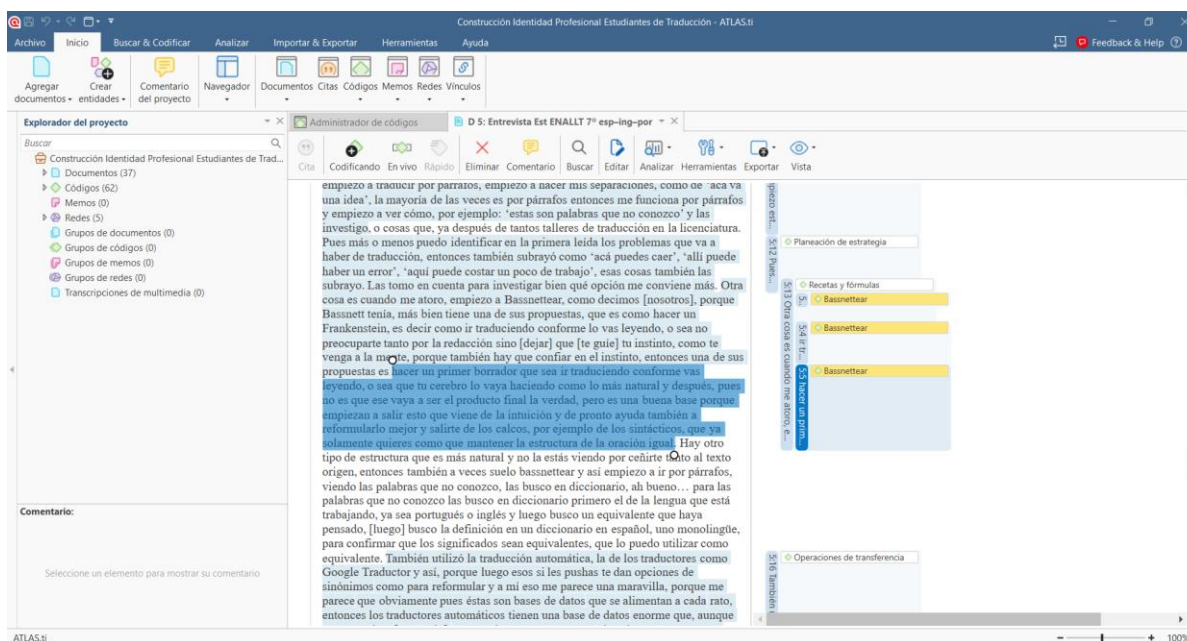 Construcción Identidad Profesional Estudiantes de Traducción - ATLAS.ti
Archivo Inicio Buscar & Codificar Analizar Importar & Exportar Herramientas Ayuda Feedback & Help
Agregar documentos Crear entidades Comentario del proyecto Navegador Documentos Citas Códigos Memos Redes Vínculos
Explorador del proyecto
Administrador de códigos
D 5: Entrevista Est ENALLT 7º esp–ing–por
Buscar
Construcción Identidad Profesional Estudiantes de Trad...
Documentos (37)
Códigos (62)
Memos (0)
Redes (5)
Grupos de documentos (0)
Grupos de códigos (0)
Grupos de memos (0)
Grupos de redes (0)
Transcripciones de multimedia (0)
Comentario:
Seleccione un elemento para mostrar su comentario
Cita Codificando En vivo Rápido Eliminar Comentario Buscar Editar Analizar Herramientas Exportar Vista
empiezo a traducir por párrafos, empiezo a hacer mis separaciones, como de 'acá va
una idea', la mayoría de las veces es por párrafos entonces me funciona por párrafos
y empiezo a ver cómo, por ejemplo: 'estas son palabras que no conozco' y las
investigo, o cosas que, ya después de tantos talleres de traducción en la licenciatura.
Pues más o menos puedo identificar en la primera leída los problemas que va a
haber de traducción, entonces también subrayó como 'acá puedes caer', 'allí puede
haber un error', 'aquí puede costar un poco de trabajo', esas cosas también las
subrayo. Las tomo en cuenta para investigar bien qué opción me conviene más. Otra
cosa es cuando me atoro, empiezo a Bassnettear, como decimos [nosotros], porque
Bassnett tenía, más bien tiene una de sus propuestas, que es como hacer un
Frankenstein, es decir como ir traduciendo conforme lo vas leyendo, o sea no
preocuparte tanto por la redacción sino [dejar] que [te guíe] tu instinto, como te
venga a la mente, porque también hay que confiar en el instinto, entonces una de sus
propuestas es hacer un primer borrador que sea ir traduciendo conforme vas
leyendo, o sea que tu cerebro lo vaya haciendo como lo más natural y después, pues
no es que ese vaya a ser el producto final la verdad, pero es una buena base porque
empiezan a salir esto que viene de la intuición y de pronto ayuda también a
reformularlo mejor y salirte de los calcos, por ejemplo de los sintácticos, que ya
solamente quieres como que mantener la estructura de la oración igual. Hay otro
tipo de estructura que es más natural y no la estás viendo por ceñirte tanto al texto
origen, entonces también a veces suelo bassnettear y así empiezo a ir por párrafos,
viendo las palabras que no conozco, las busco en diccionario, ah bueno… para las
palabras que no conozco las busco en diccionario primero el de la lengua que está
trabajando, ya sea portugués o inglés y luego busco un equivalente que haya
pensado, [luego] busco la definición en un diccionario en español, uno monolingüe,
para confirmar que los significados sean equivalentes, que lo puedo utilizar como
equivalente. También utilizó la traducción automática, la de los traductores como
Google Traductor y así, porque luego esos si les pushas te dan opciones de
sinónimos como para reformular y a mi eso me parece una maravilla, porque me
parece que obviamente pues éstas son bases de datos que se alimentan a cada rato,
entonces los traductores automáticos tienen una base de datos enorme que, aunque
piezo est...
5:12 Pues...
Planeación de estrategia
5:13 Otra cosa es cuando me atoro, e...
Recetas y fórmulas
5...
Bassnettear
5:4 ir tr...
Bassnettear
5:5 hacer un prim...
Bassnettear
5:16 También
Operaciones de transferencia
ATLAS.ti
100%